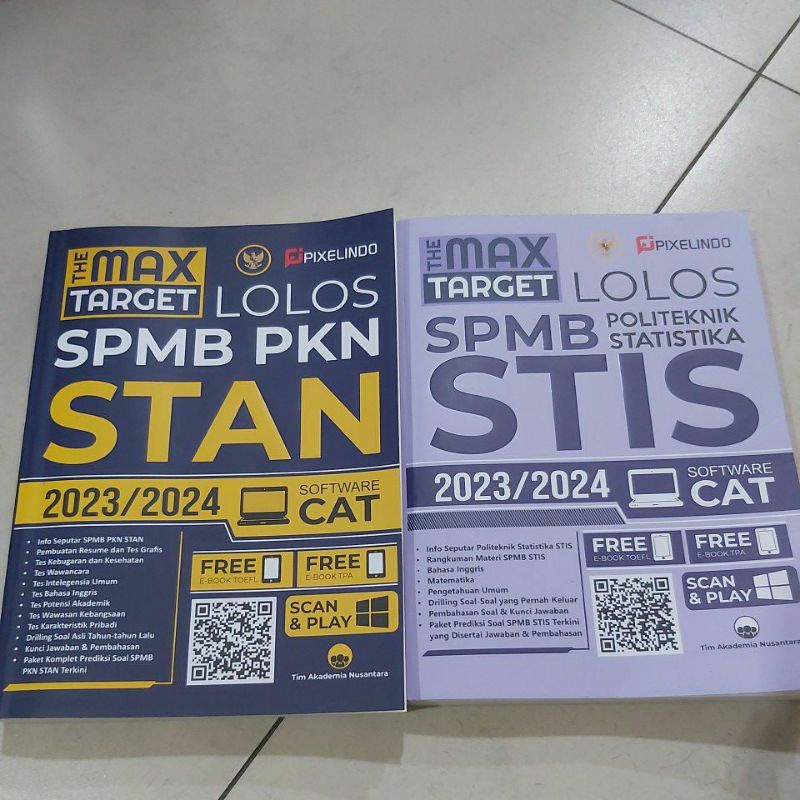 THE MAX
TARGET
PIXELINDO
LOLOS
SPMB PKN
STAN
2023/2024
SOFTWARE
CAT
• Info Seputar SPMB PKN STAN
• Pembuatan Resume dan Tes Grafis
• Tes Kebugaran dan Kesehatan
• Tes Wawancara
• Tes Intelegensia Umum
• Tes Bahasa Inggris
• Tes Potensi Akademik
• Tes Wawasan Kebangsaan
• Tes Karakteristik Pribadi
• Drilling Soal Asli Tahun-tahun Lalu
• Kunci Jawaban & Pembahasan
• Paket Komplet Prediksi Soal SPMB
PKN STAN Terkini
FREE
E-BOOK TOEFL
FREE
E-BOOK TPA
SCAN
& PLAY
Tim Akademia Nusantara
THE MAX
TARGET
PIXELINDO
LOLOS
SPMB POLITEKNIK
STATISTIKA
STIS
2023/2024
SOFTWARE
CAT
• Info Seputar Politeknik Statistika STIS
• Rangkuman Materi SPMB STIS
• Bahasa Inggris
• Matematika
• Pengetahuan Umum
• Drilling Soal-Soal yang Pernah Keluar
• Pembahasan Soal & Kunci Jawaban
• Paket Prediksi Soal SPMB STIS Terkini
yang Disertai Jawaban & Pembahasan
FREE
E-BOOK TOEFL
FREE
E-BOOK TPA
SCAN
& PLAY
Tim Akademia Nusantara